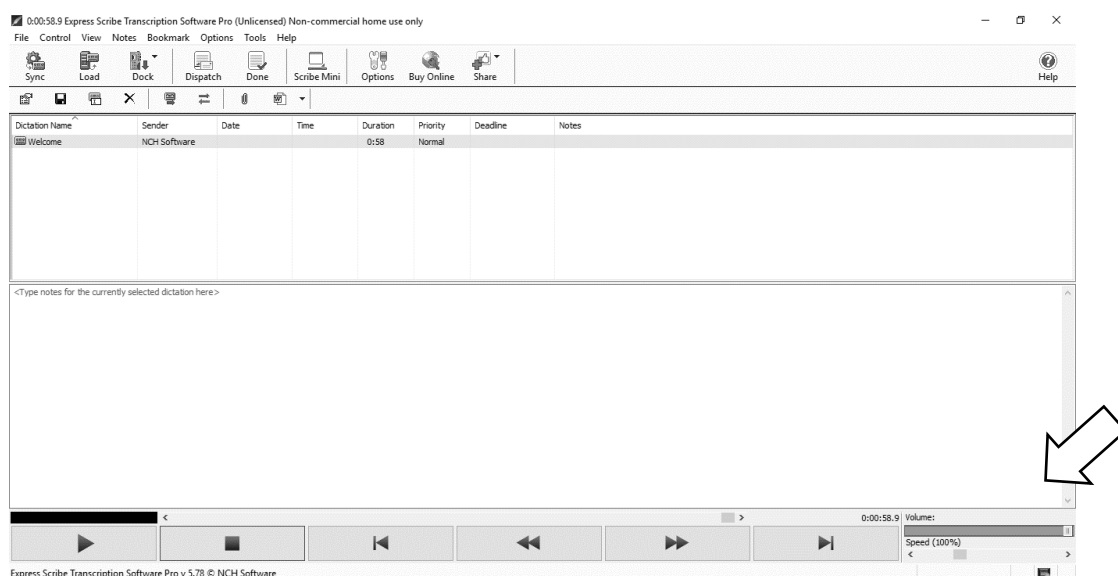 0:00:58.9 Express Scribe Transcription Software Pro (Unlicensed) Non-commercial home use only
File Control View Notes Bookmark Options Tools Help
Sync Load Dock Dispatch Done Scribe Mini Options Buy Online Share Help
Dictation Name Sender Date Time Duration Priority Deadline Notes
Welcome NCH Software 0:58 Normal
<Type notes for the currently selected dictation here>
0:00:58.9 Volume:
Speed (100%)
Express Scribe Transcription Software Pro v 5.78 © NCH Software